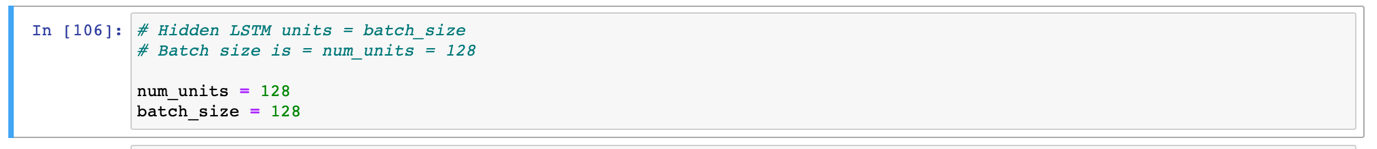 In [106]: # Hidden LSTM units = batch_size
# Batch size is = num_units = 128
num_units = 128
batch_size = 128